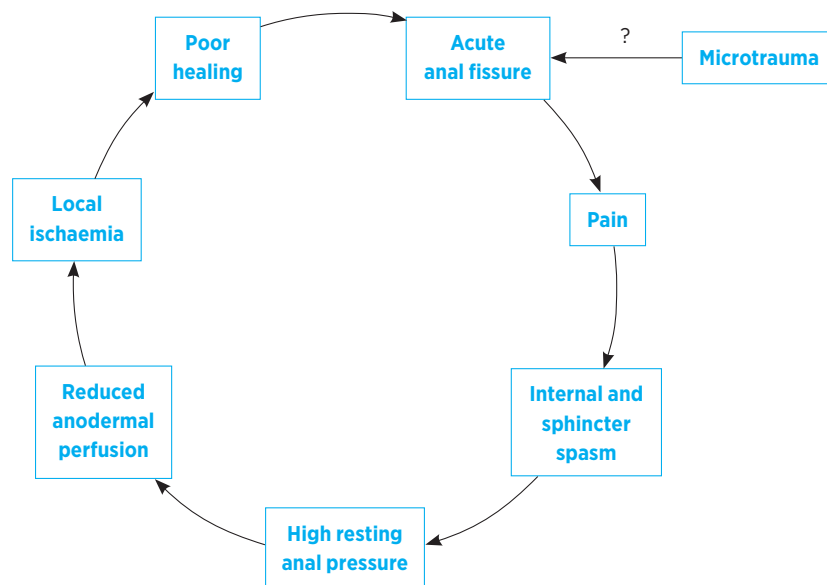 Poor
healing
Acute
anal fissure
?
Microtrauma
Pain
Internal and
sphincter
spasm
High resting
anal pressure
Reduced
anodermal
perfusion
Local
ischaemia